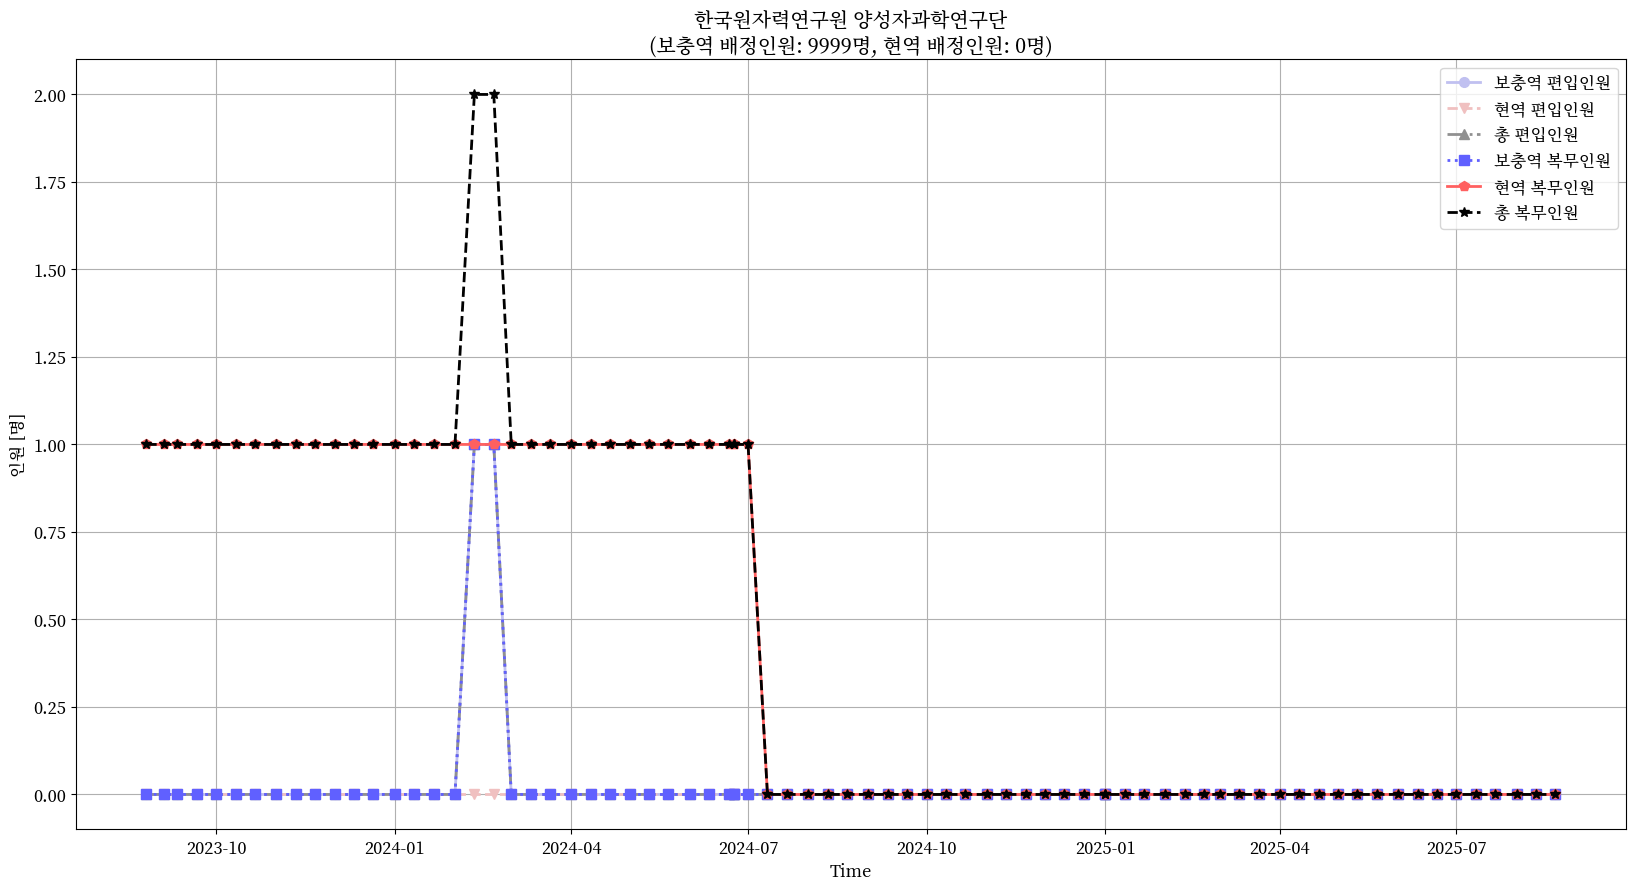 한국원자력연구원 양성자과학연구단
(보충역 배정인원: 9999명, 현역 배정인원: 0명)
보충역 편입인원
현역 편입인원
총 편입인원
보충역 복무인원
현역 복무인원
총 복무인원
2.00
1.75
1.50
1.25
1.00
0.75
0.50
0.25
0.00
인원 [명]
2023-10 2024-01 2024-04 2024-07 2024-10 2025-01 2025-04 2025-07
Time